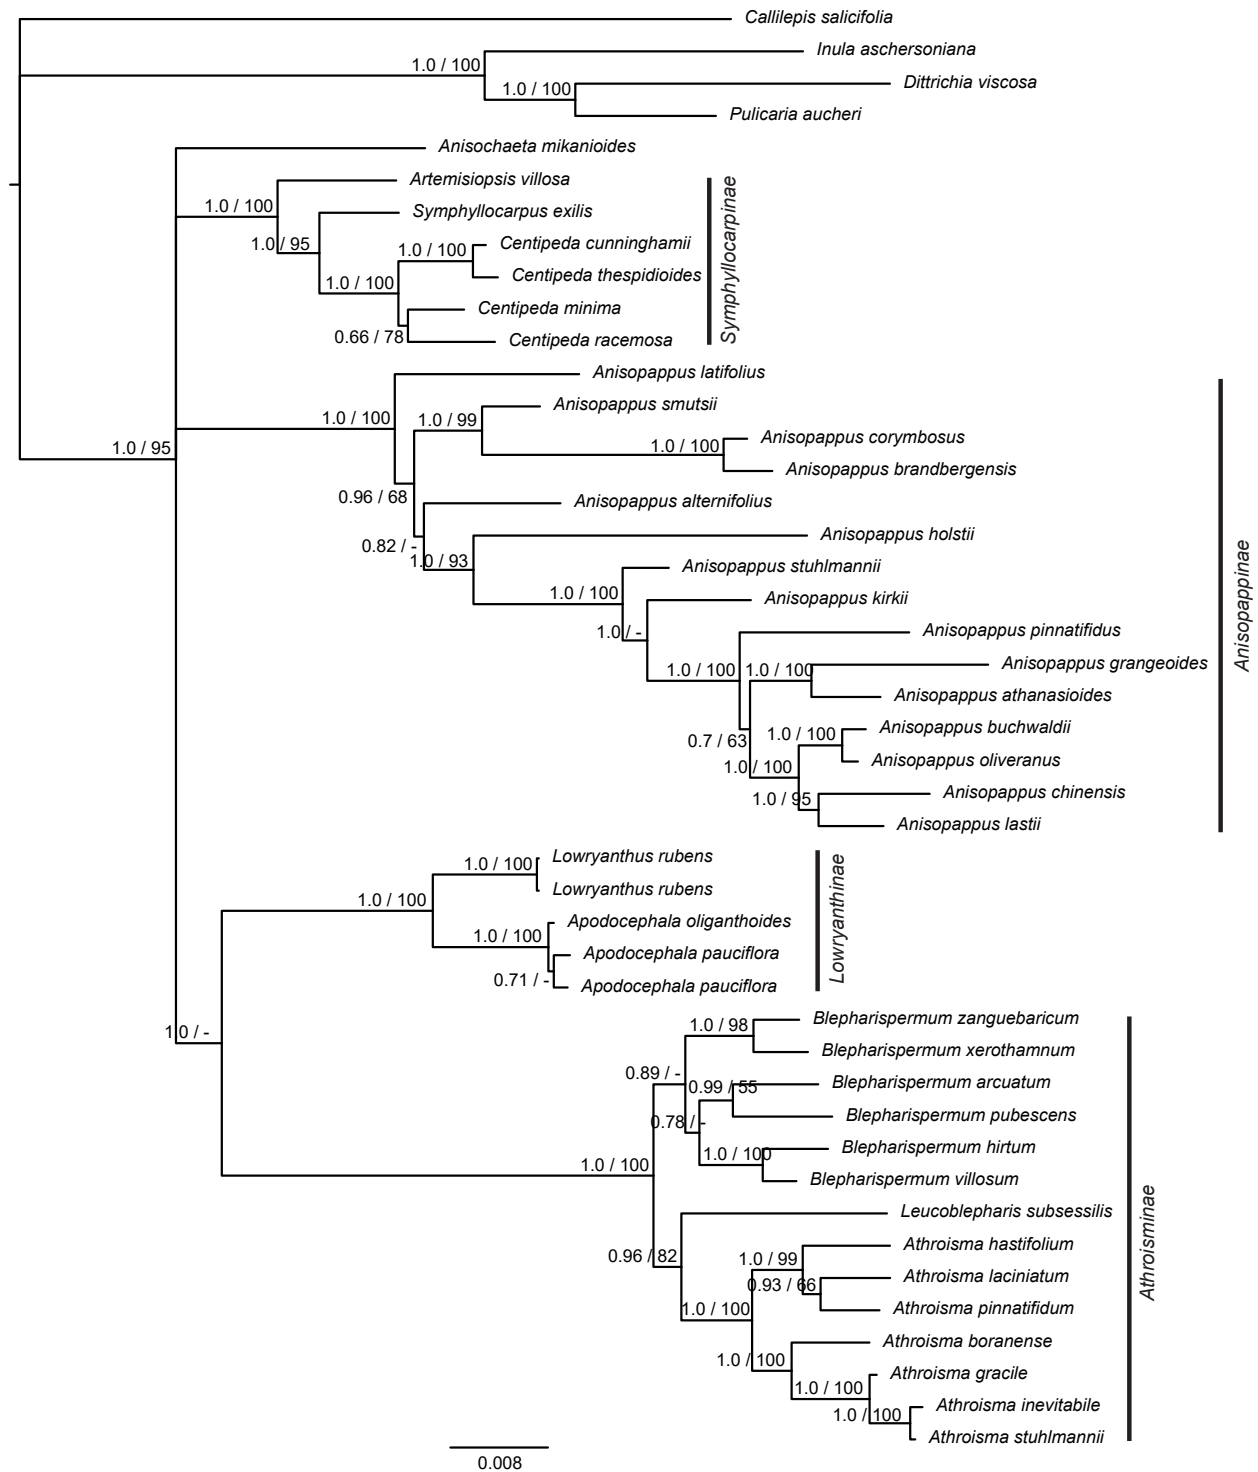 Callilepis salicifolia
Inula aschersoniana
1.0 / 100
Dittrichia viscosa
1.0 / 100
Pulicaria aucheri
Anisochaeta mikanioides
Artemisiopsis villosa
1.0 / 100
Symphyllocarpus exilis
1.0 / 95
Centipeda cunninghamii
1.0 / 100
Centipeda thespidioides
1.0 / 100
Centipeda minima
0.66 / 78
Centipeda racemosa
Symphyllocarpinae
Anisopappus latifolius
1.0 / 100
Anisopappus smutsii
1.0 / 99
Anisopappus corymbosus
1.0 / 100
Anisopappus brandbergensis
1.0 / 95
0.96 / 68
Anisopappus alternifolius
Anisopappus holstii
0.82 / -
1.0 / 93
Anisopappus stuhlmannii
1.0 / 100
Anisopappus kirkii
1.0 / -
Anisopappus pinnatifidus
Anisopappus grangeoides
1.0 / 100
1.0 / 100
Anisopappus athanasioides
Anisopappus buchwaldii
0.7 / 63
1.0 / 100
Anisopappus oliveranus
1.0 / 100
Anisopappus chinensis
1.0 / 95
Anisopappus lastii
Anisopappinae
Lowryanthus rubens
1.0 / 100
Lowryanthus rubens
1.0 / 100
Apodocephala oliganthoides
1.0 / 100
Apodocephala pauciflora
0.71 / -
Apodocephala pauciflora
Lowryanthinae
Blepharispermum zanguebaricum
1.0 / 98
1.0 / -
Blepharispermum xerothamnum
0.89 / -
Blepharispermum arcuatum
0.99 / 55
Blepharispermum pubescens
0.78 / -
Blepharispermum hirtum
1.0 / 100
1.0 / 100
Blepharispermum villosum
Leucoblepharis subsessilis
Athroisma hastifolium
0.96 / 82
1.0 / 99
Athroisma laciniatum
0.93 / 66
Athroisma pinnatifidum
1.0 / 100
Athroisma boranense
1.0 / 100
Athroisma gracile
1.0 / 100
Athroisma inevitabile
1.0 / 100
Athroisma stuhlmannii
Athroisminae
0.008